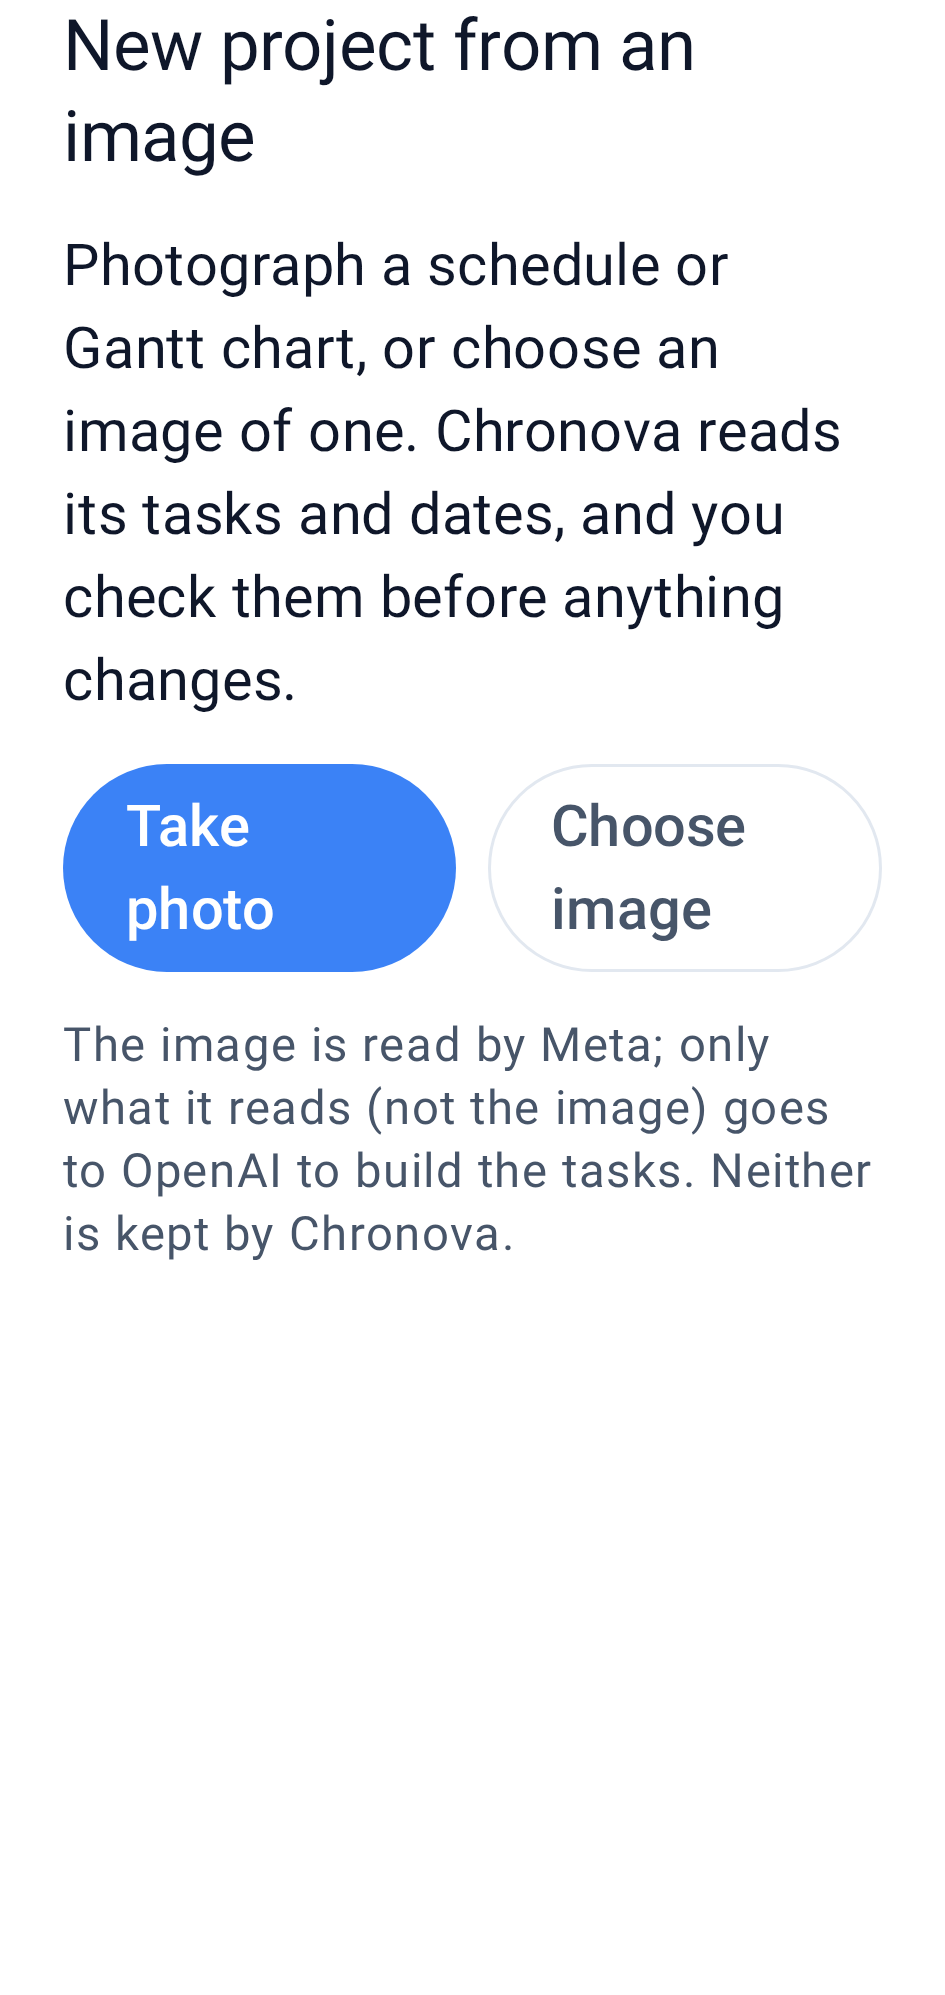 New project from an
image
Photograph a schedule or
Gantt chart, or choose an
image of one. Chronova reads
its tasks and dates, and you
check them before anything
changes.
Take
photo
Choose
image
The image is read by Meta; only
what it reads (not the image) goes
to OpenAI to build the tasks. Neither
is kept by Chronova.